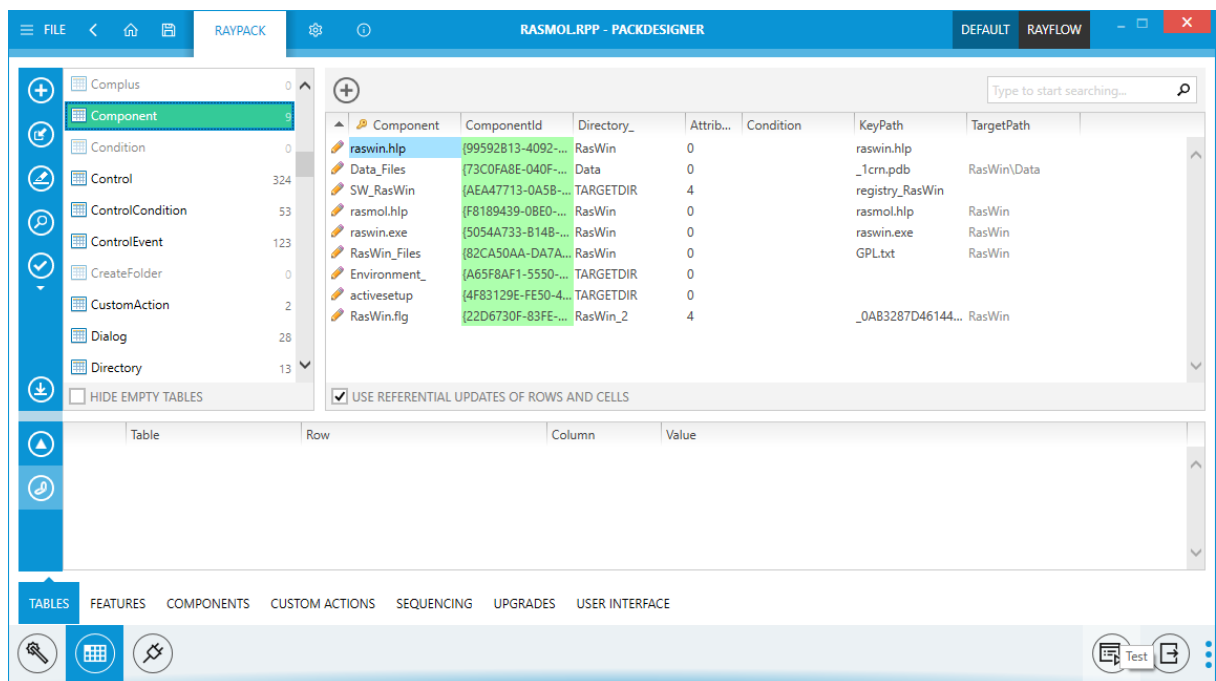 FILE RAYPACK RASMOL.RPP - PACKDESIGNER DEFAULT RAYFLOW
Complus 0
Component 9
Condition 0
Control 324
ControlCondition 53
ControlEvent 123
CreateFolder 0
CustomAction 2
Dialog 28
Directory 13
HIDE EMPTY TABLES
Type to start searching...
Component ComponentId Directory_ Attrib... Condition KeyPath TargetPath
raswin.hlp {99592B13-4092-... RasWin 0 raswin.hlp
Data_Files {73C0FA8E-040F-... Data 0 _1crn.pdb RasWin\Data
SW_RasWin {AEA47713-0A5B-... TARGETDIR 4 registry_RasWin
rasmol.hlp {F8189439-0BE0-... RasWin 0 rasmol.hlp RasWin
raswin.exe {5054A733-B14B-... RasWin 0 raswin.exe RasWin
RasWin_Files {82CA50AA-DA7A... RasWin 0 GPL.txt RasWin
Environment_ {A65F8AF1-5550-... TARGETDIR 0
activesetup {4F83129E-FE50-4... TARGETDIR 0
RasWin.flg {22D6730F-83FE-... RasWin_2 4 _0AB3287D46144... RasWin
USE REFERENTIAL UPDATES OF ROWS AND CELLS
Table Row Column Value
TABLES FEATURES COMPONENTS CUSTOM ACTIONS SEQUENCING UPGRADES USER INTERFACE
Test